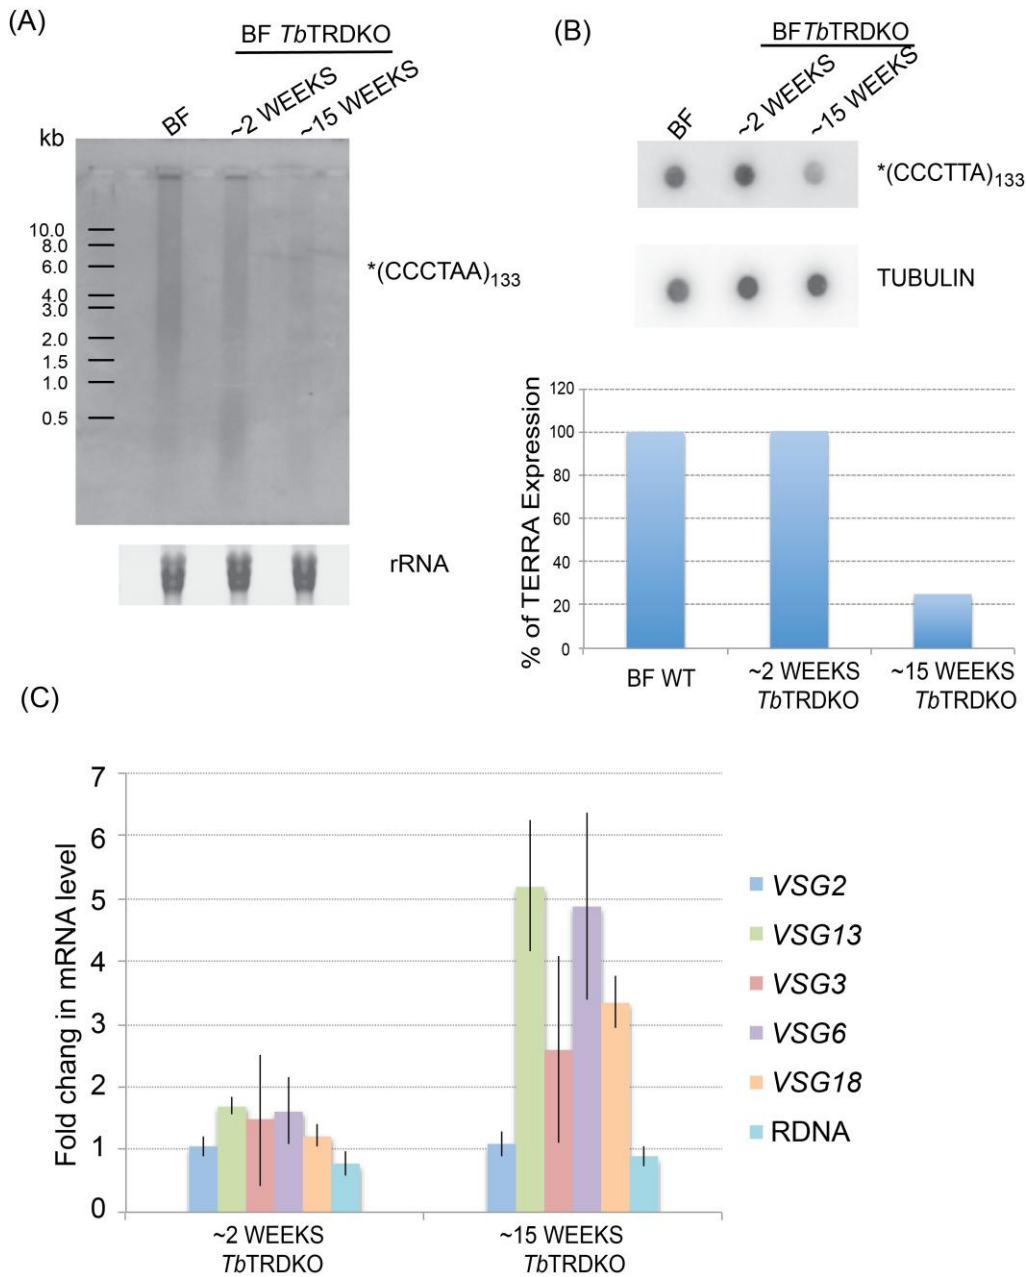 (A)
BF TbTRDKO
BF
~2 WEEKS
~15 WEEKS
kb
10.0
8.0
6.0
4.0
3.0
2.0
1.5
1.0
0.5
*(CCCTAA)133
rRNA
(B)
BFTbTRDKO
BF
~2 WEEKS
~15 WEEKS
*(CCCTTA)133
TUBULIN
% of TERRA Expression
120
100
80
60
40
20
0
BF WT
~2 WEEKS
TbTRDKO
~15 WEEKS
TbTRDKO
(C)
Fold chang in mRNA level
7
6
5
4
3
2
1
0
~2 WEEKS
TbTRDKO
~15 WEEKS
TbTRDKO
VSG2
VSG13
VSG3
VSG6
VSG18
RDNA